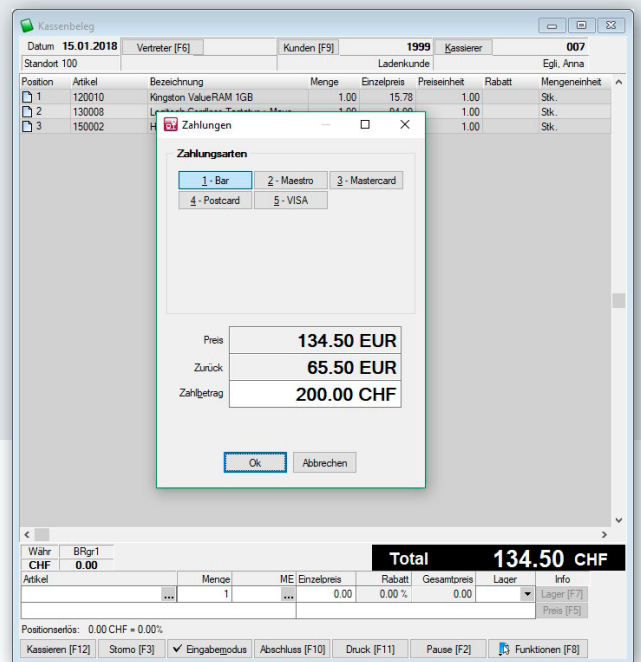 Kassenbeleg
Datum 15.01.2018 Vertreter [F6] Kunden [F9] 1999 Kassierer 007
Standort 100 Ladenkunde Egli, Anna
Position Artikel Bezeichnung Menge Einzelpreis Preiseinheit Rabatt Mengeneinheit
1 120010 Kingston ValueRAM 1GB 1.00 15.78 1.00 Stk.
2 130008 1.00 Stk.
3 150002 H 1.00 Stk.
Zahlungen
Zahlungsarten
1 - Bar 2 - Maestro 3 - Mastercard
4 - Postcard 5 - VISA
Preis 134.50 EUR
Zurück 65.50 EUR
Zahlbetrag 200.00 CHF
Ok Abbrechen
Währ BRgr1
CHF 0.00
Total 134.50 CHF
Artikel Menge ME Einzelpreis Rabatt Gesamtpreis Lager Info
... 1 ... 0.00 0.00 % 0.00 Lager [F7]
Preis [F5]
Positionserlös: 0.00 CHF = 0.00%
Kassieren [F12] Storno [F3] Eingabemodus Abschluss [F10] Druck [F11] Pause [F2] Funktionen [F8]